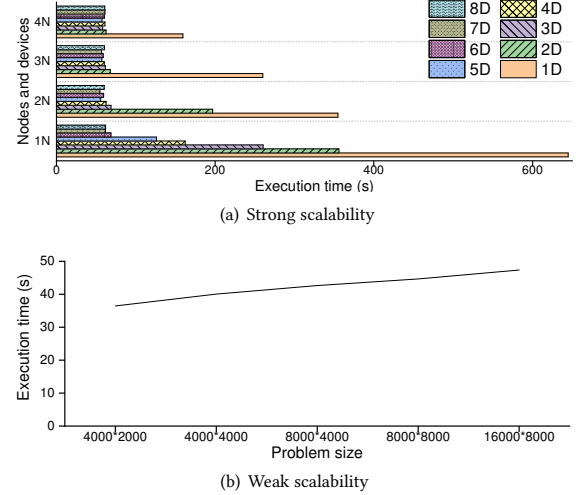 Nodes and devices
4N
3N
2N
1N
8D 4D
7D 3D
6D 2D
5D 1D
0 200 400 600
Execution time (s)
(a) Strong scalability
Execution time (s)
50
40
30
20
10
0
4000*2000 4000*4000 8000*4000 8000*8000 16000*8000
Problem size
(b) Weak scalability